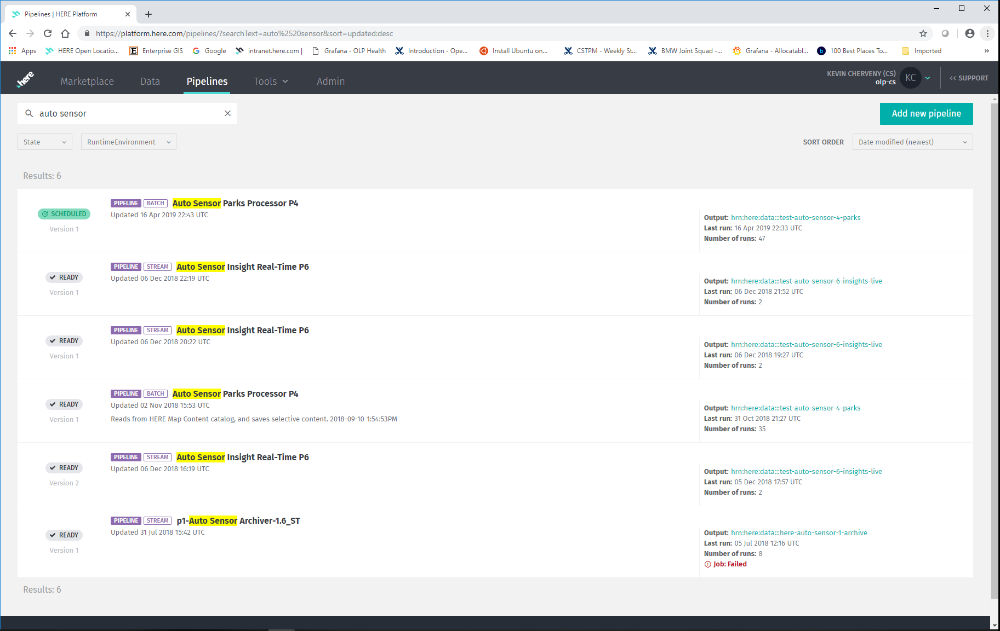 Pipelines | HERE Platform
https://platform.here.com/pipelines/?searchText=auto%2520sensor&sort=updated:desc
Apps HERE Open Locatio... Enterprise GIS Google intranet.here.com | Grafana - OLP Health Introduction - Ope... Install Ubuntu on... CSTPM - Weekly St... BMW Joint Squad -... Grafana - Allocatabl... 100 Best Places To... Imported »
here Marketplace Data Pipelines Tools Admin KEVIN CHERVENY (CS) olp-cs KC << SUPPORT
auto sensor
Add new pipeline
State RuntimeEnvironment SORT ORDER Date modified (newest)
Results: 6
SCHEDULED
Version 1
PIPELINE BATCH Auto Sensor Parks Processor P4
Updated 16 Apr 2019 22:43 UTC
Output: hrn:here:data:::test-auto-sensor-4-parks
Last run: 16 Apr 2019 22:33 UTC
Number of runs: 47
READY
Version 1
PIPELINE STREAM Auto Sensor Insight Real-Time P6
Updated 06 Dec 2018 22:19 UTC
Output: hrn:here:data:::test-auto-sensor-6-insights-live
Last run: 06 Dec 2018 21:52 UTC
Number of runs: 2
READY
Version 1
PIPELINE STREAM Auto Sensor Insight Real-Time P6
Updated 06 Dec 2018 20:22 UTC
Output: hrn:here:data:::test-auto-sensor-6-insights-live
Last run: 06 Dec 2018 19:27 UTC
Number of runs: 2
READY
Version 1
PIPELINE BATCH Auto Sensor Parks Processor P4
Updated 02 Nov 2018 15:53 UTC
Reads from HERE Map Content catalog, and saves selective content. 2018-09-10 1:54:53PM
Output: hrn:here:data:::test-auto-sensor-4-parks
Last run: 31 Oct 2018 21:27 UTC
Number of runs: 35
READY
Version 2
PIPELINE STREAM Auto Sensor Insight Real-Time P6
Updated 06 Dec 2018 16:19 UTC
Output: hrn:here:data:::test-auto-sensor-6-insights-live
Last run: 05 Dec 2018 17:57 UTC
Number of runs: 2
READY
Version 1
PIPELINE STREAM p1-Auto Sensor Archiver-1.6_ST
Updated 31 Jul 2018 15:42 UTC
Output: hrn:here:data:::here-auto-sensor-1-archive
Last run: 05 Jul 2018 12:16 UTC
Number of runs: 8
Job: Failed
Results: 6